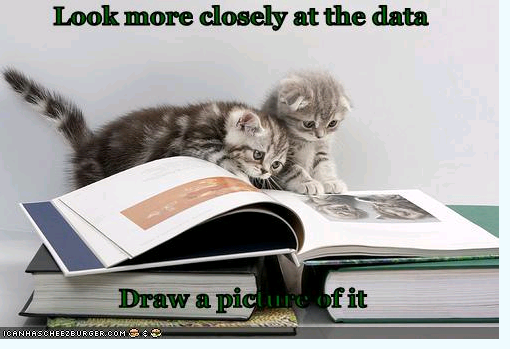 Look more closely at the data
Draw a picture of it
ICANHASCHEEZBURGER.COM